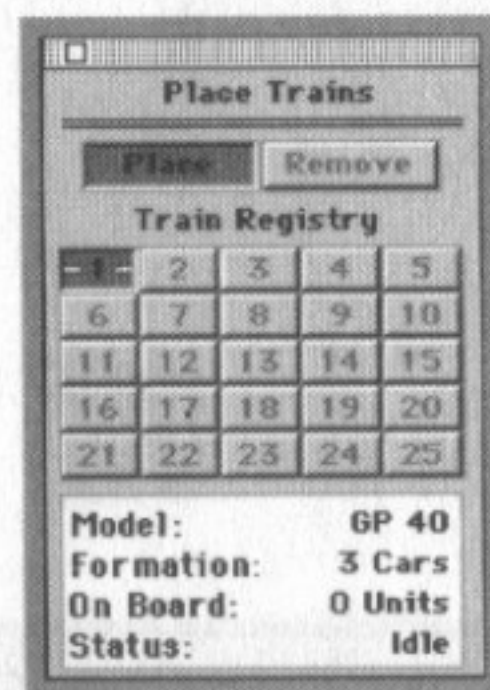 Place Trains
Place Remove
Train Registry
- 1 - 2 3 4 5
6 7 8 9 10
11 12 13 14 15
16 17 18 19 20
21 22 23 24 25
Model: GP 40
Formation: 3 Cars
On Board: 0 Units
Status: Idle